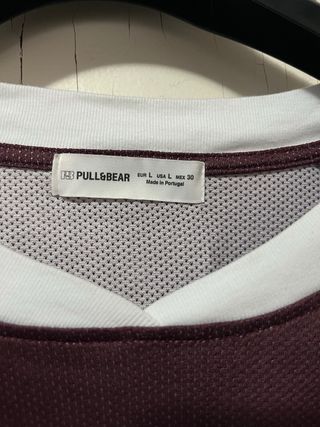 PULL&BEAR EUR L USA L MEX 30
Made in Portugal